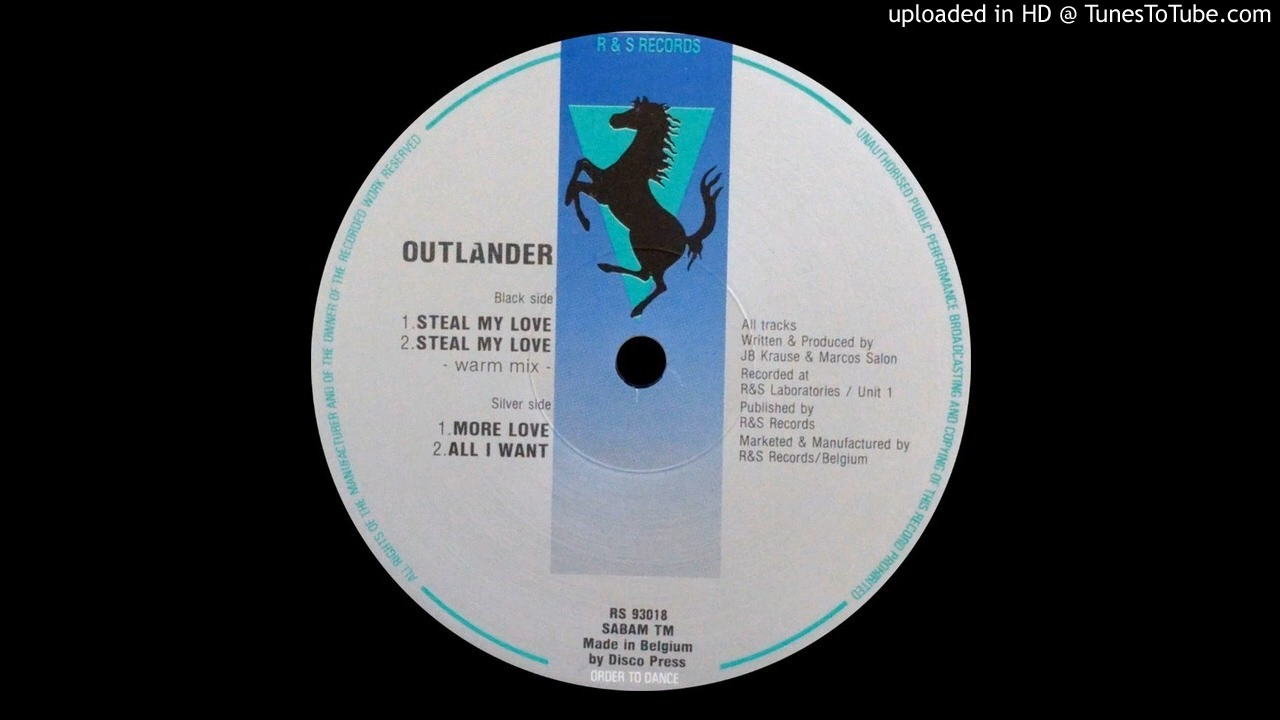 uploaded in HD @ TunesToTube.com
R & S RECORDS
OUTLANDER
Black side
1.STEAL MY LOVE
2.STEAL MY LOVE
- warm mix -
Silver side
1.MORE LOVE
2.ALL I WANT
All tracks
Written & Produced by
JB Krause & Marcos Salon
Recorded at
R&S Laboratories / Unit 1
Published by
R&S Records
Marketed & Manufactured by
R&S Records/Belgium
RS 93018
SABAM TM
Made in Belgium
by Disco Press
ORDER TO DANCE
ALL RIGHTS OF THE MANUFACTURER AND OF THE OWNER OF THE RECORDED WORK RESERVED
UNAUTHORISED PUBLIC PERFORMANCE BROADCASTING AND COPYING OF THIS RECORD PROHIBITED